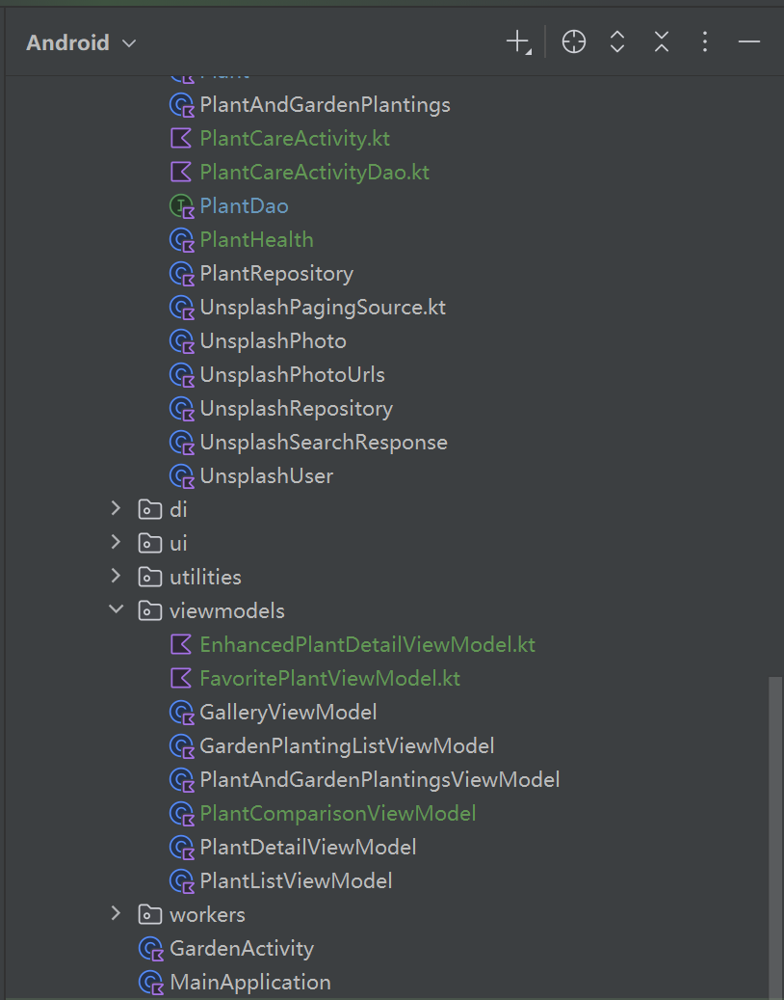 Android
Plant
PlantAndGardenPlantings
PlantCareActivity.kt
PlantCareActivityDao.kt
PlantDao
PlantHealth
PlantRepository
UnsplashPagingSource.kt
UnsplashPhoto
UnsplashPhotoUrls
UnsplashRepository
UnsplashSearchResponse
UnsplashUser
di
ui
utilities
viewmodels
EnhancedPlantDetailViewModel.kt
FavoritePlantViewModel.kt
GalleryViewModel
GardenPlantingListViewModel
PlantAndGardenPlantingsViewModel
PlantComparisonViewModel
PlantDetailViewModel
PlantListViewModel
workers
GardenActivity
MainApplication